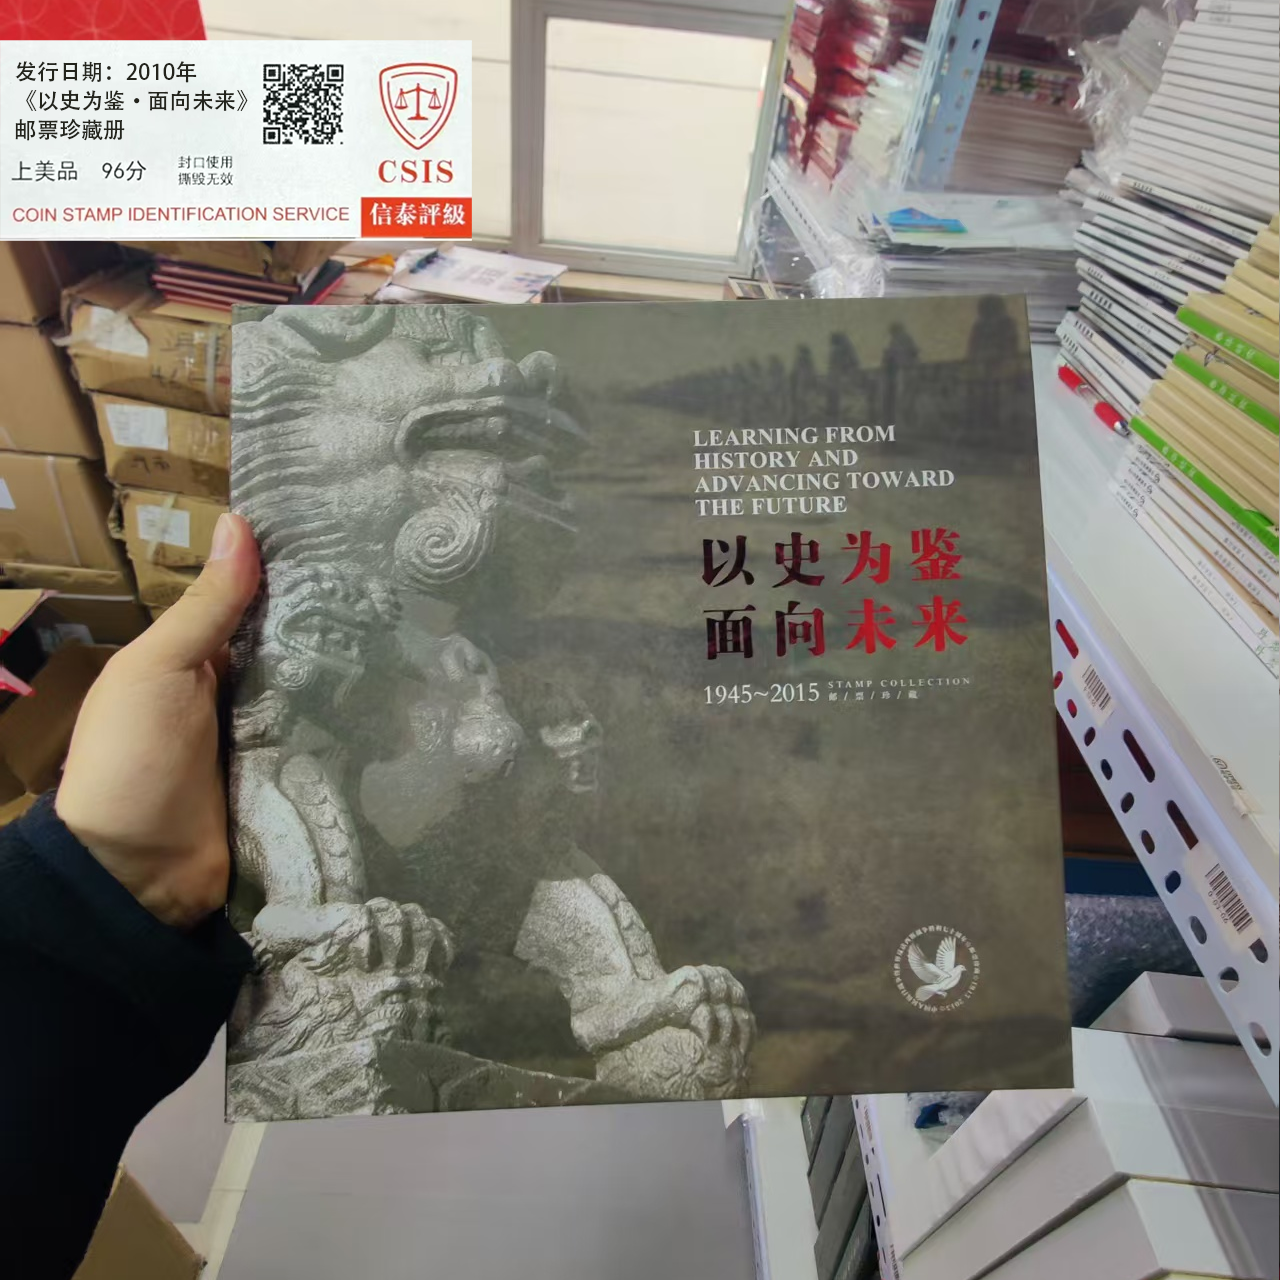 发行日期：2010年
《以史为鉴·面向未来》
邮票珍藏册
上美品 96分
封口使用
撕毁无效
CSIS
COIN STAMP IDENTIFICATION SERVICE
信泰評級
LEARNING FROM
HISTORY AND
ADVANCING TOWARD
THE FUTURE
以史为鉴
面向未来
1945~2015
STAMP COLLECTION
邮/票/珍/藏